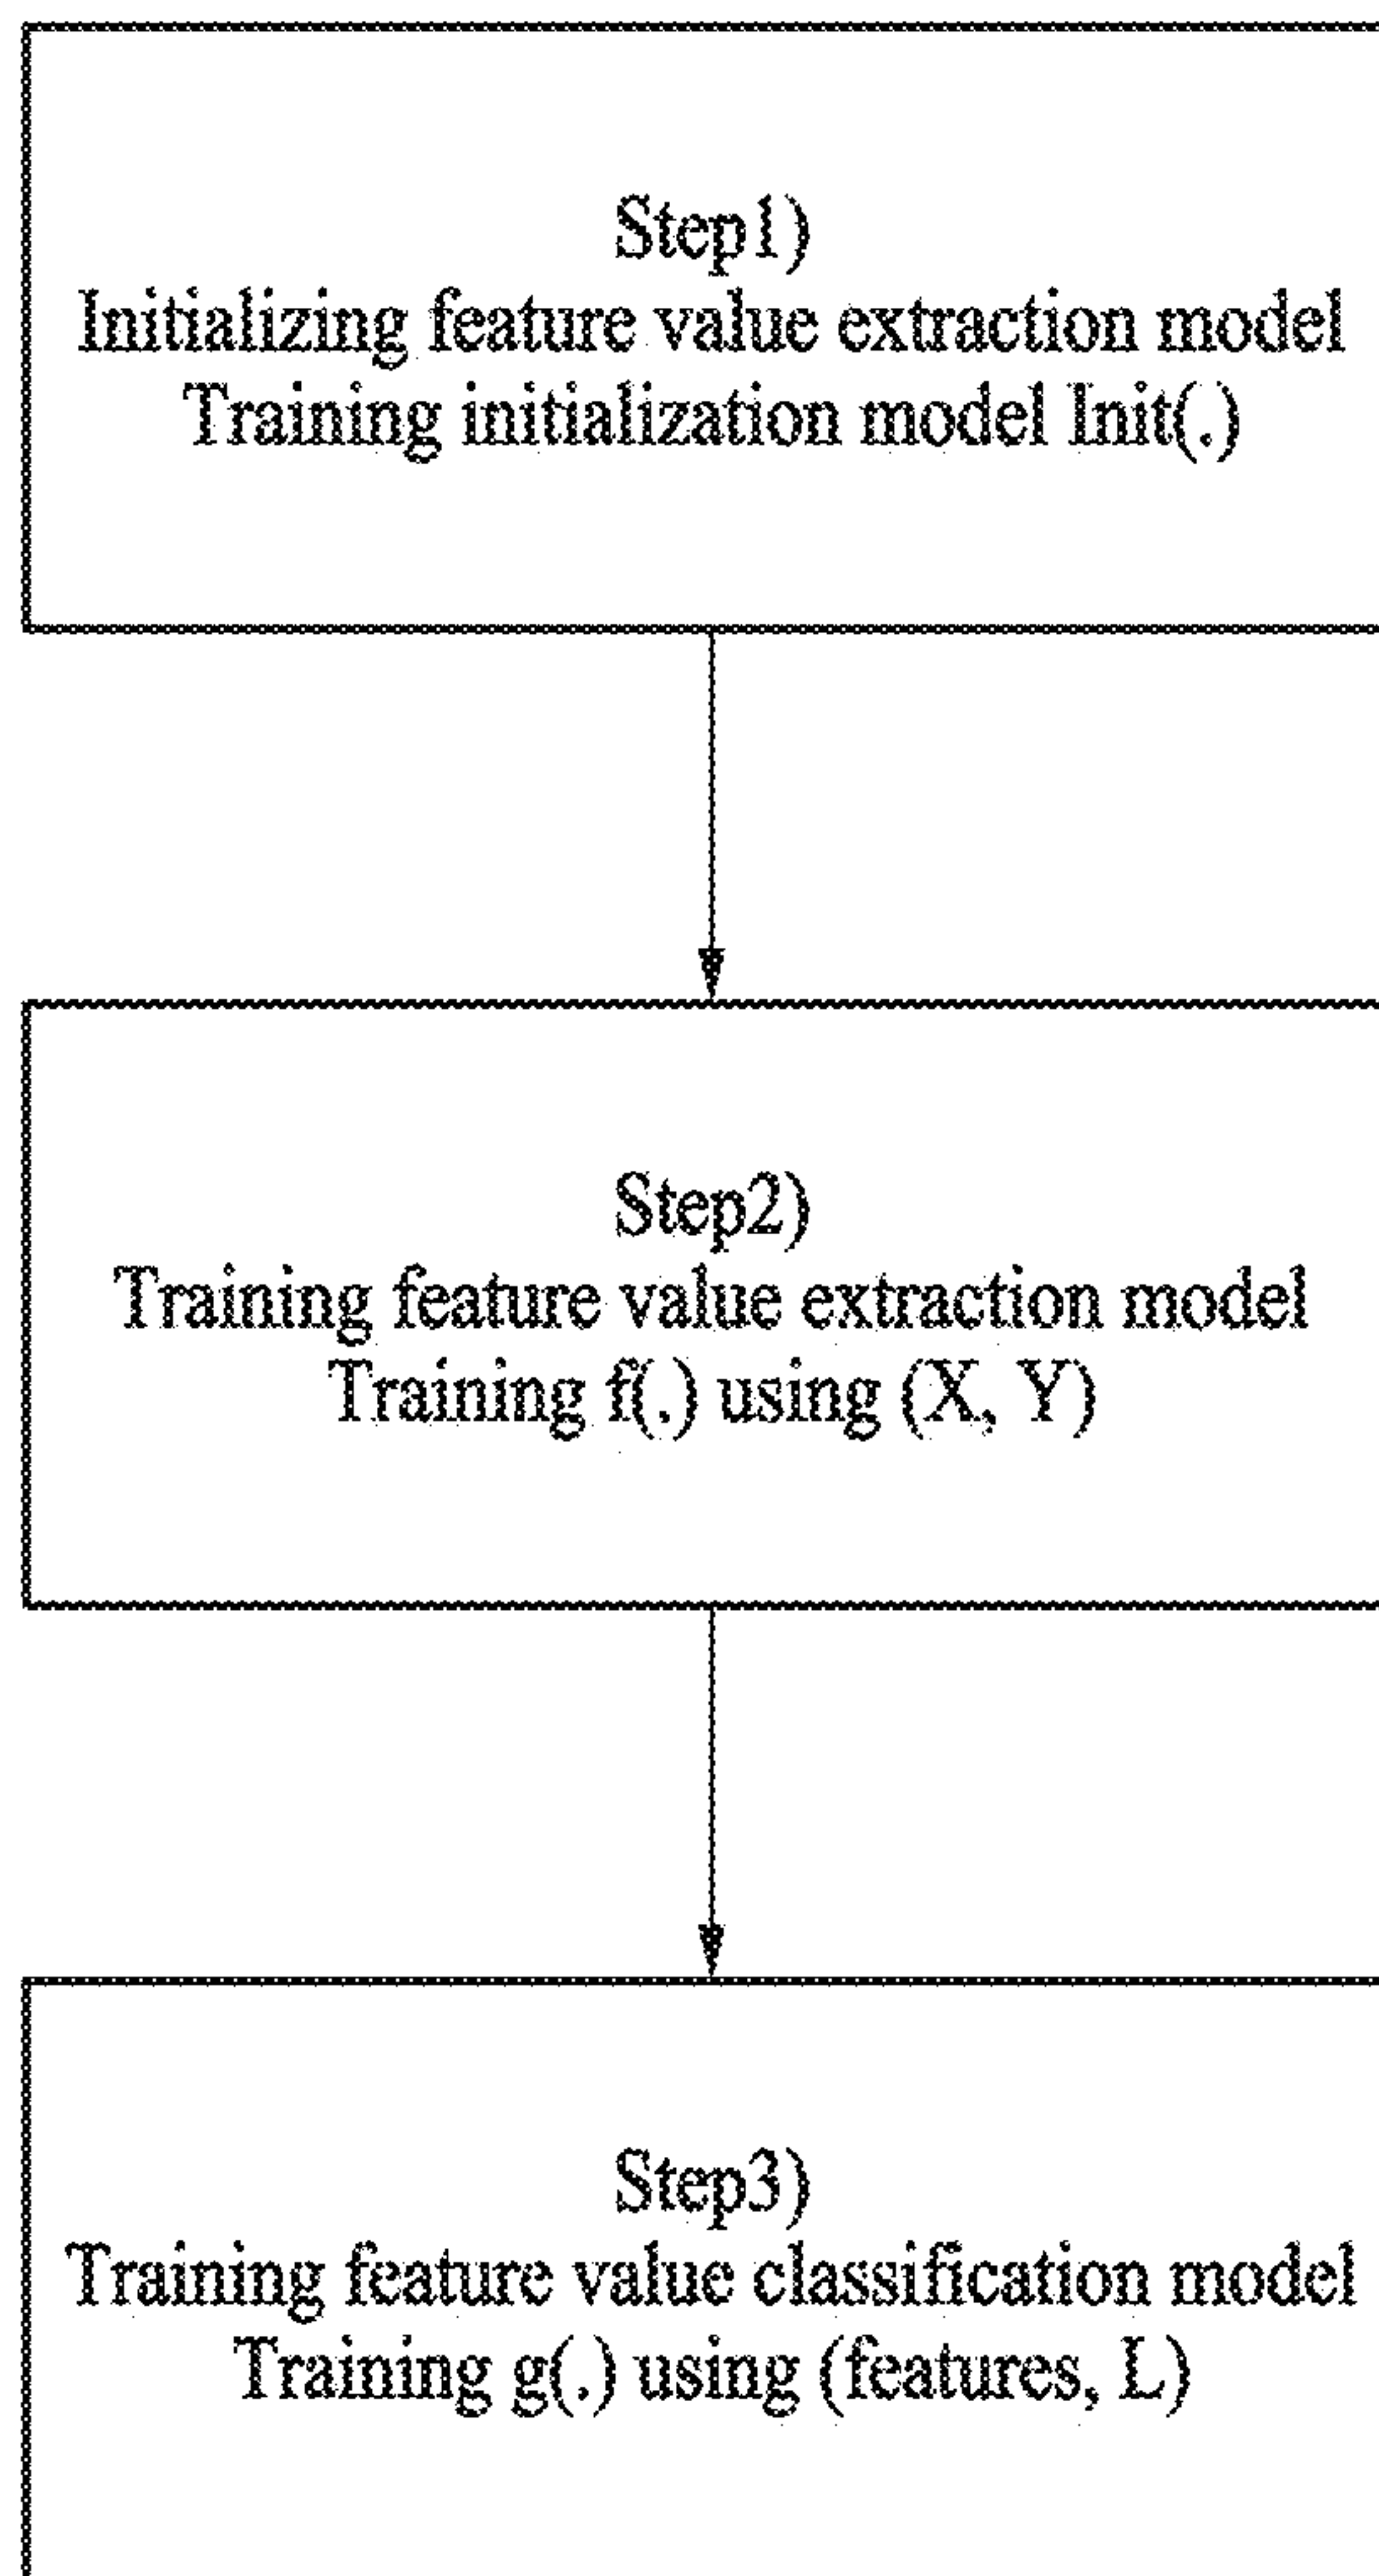 Step1)
Initializing feature value extraction model
Training initialization model Init(.)
Step2)
Training feature value extraction model
Training f(.) using (X, Y)
Step3)
Training feature value classification model
Training g(.) using (features, L)